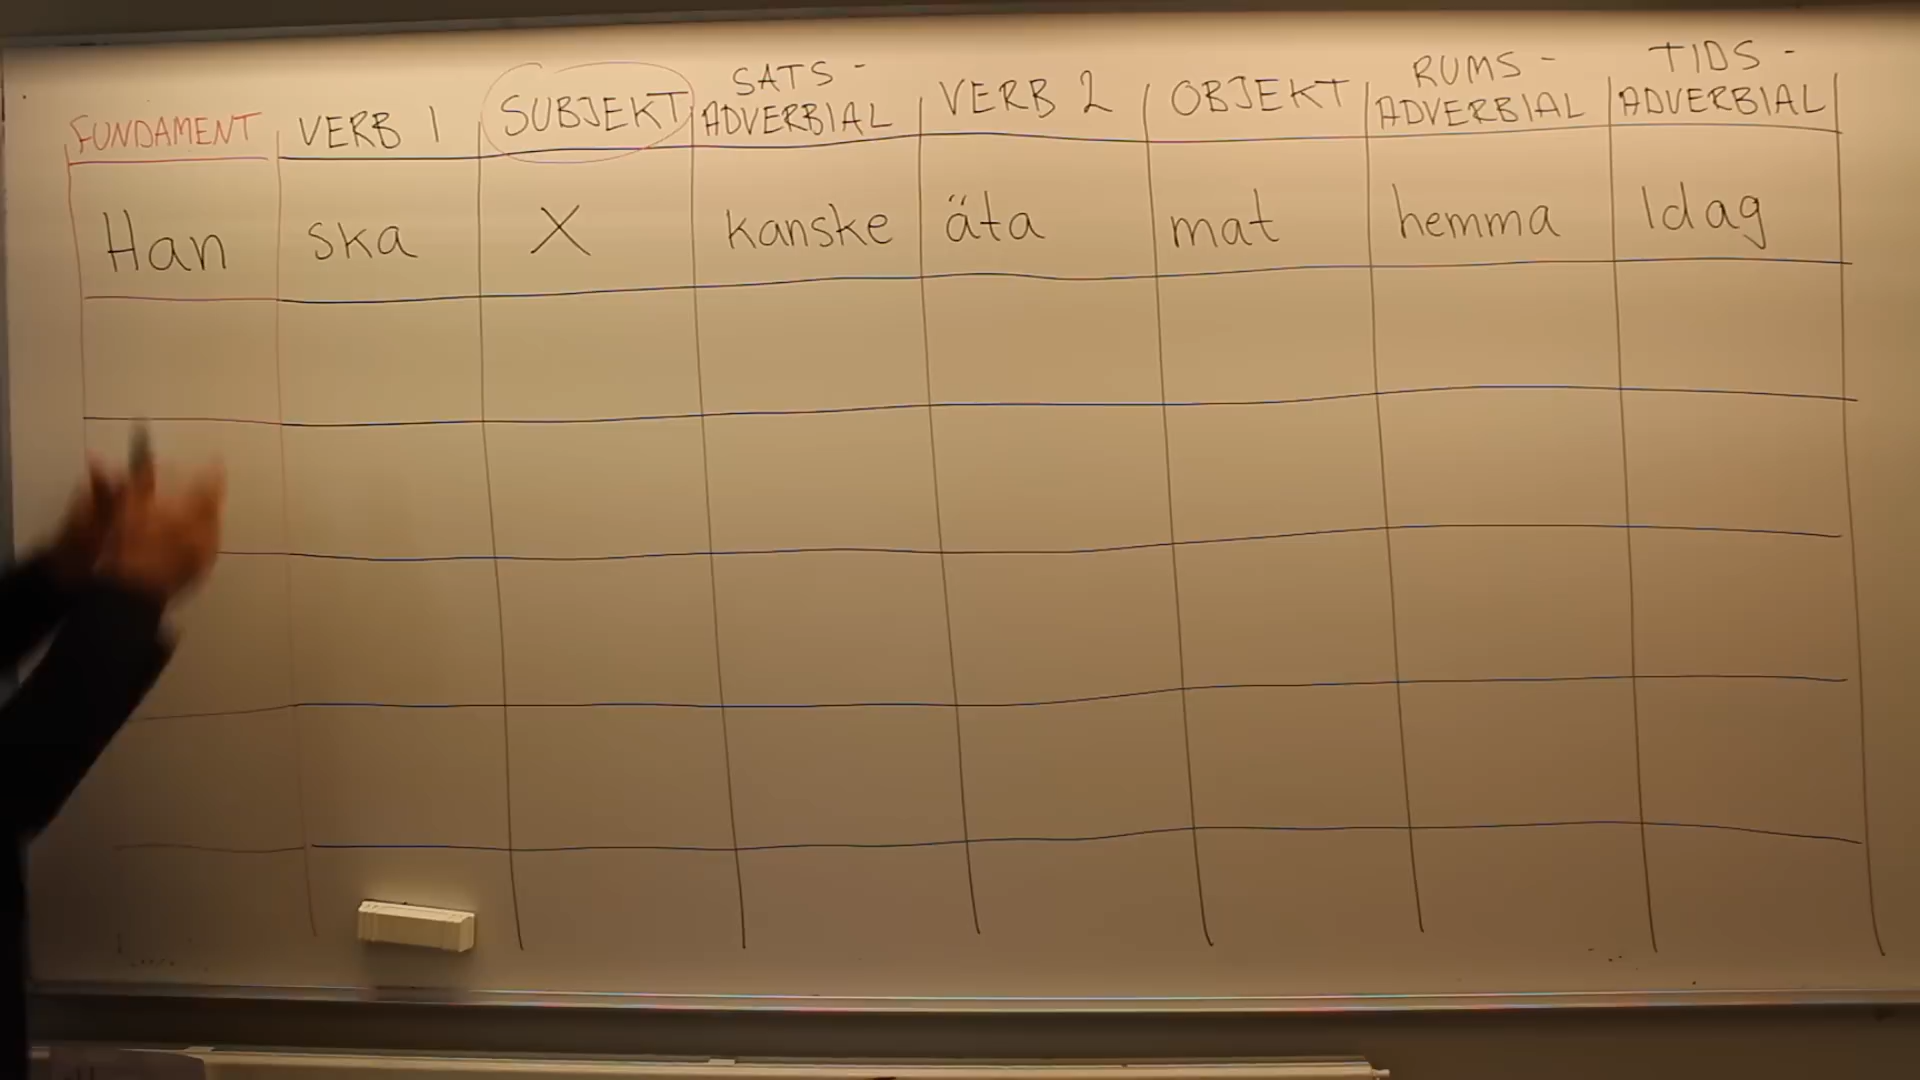 FUNDAMENT VERB 1 SUBJEKT SATS-ADVERBIAL VERB 2 OBJEKT RUMS-ADVERBIAL TIDS-ADVERBIAL
Han ska X kanske äta mat hemma Idag